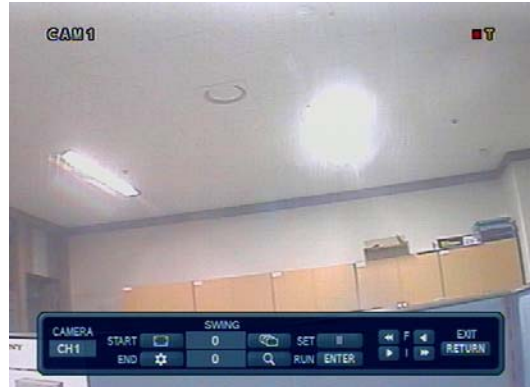 CAM1
T
SWING
CAMERA START 0 SET F EXIT
CH1 END 0 RUN ENTER I RETURN